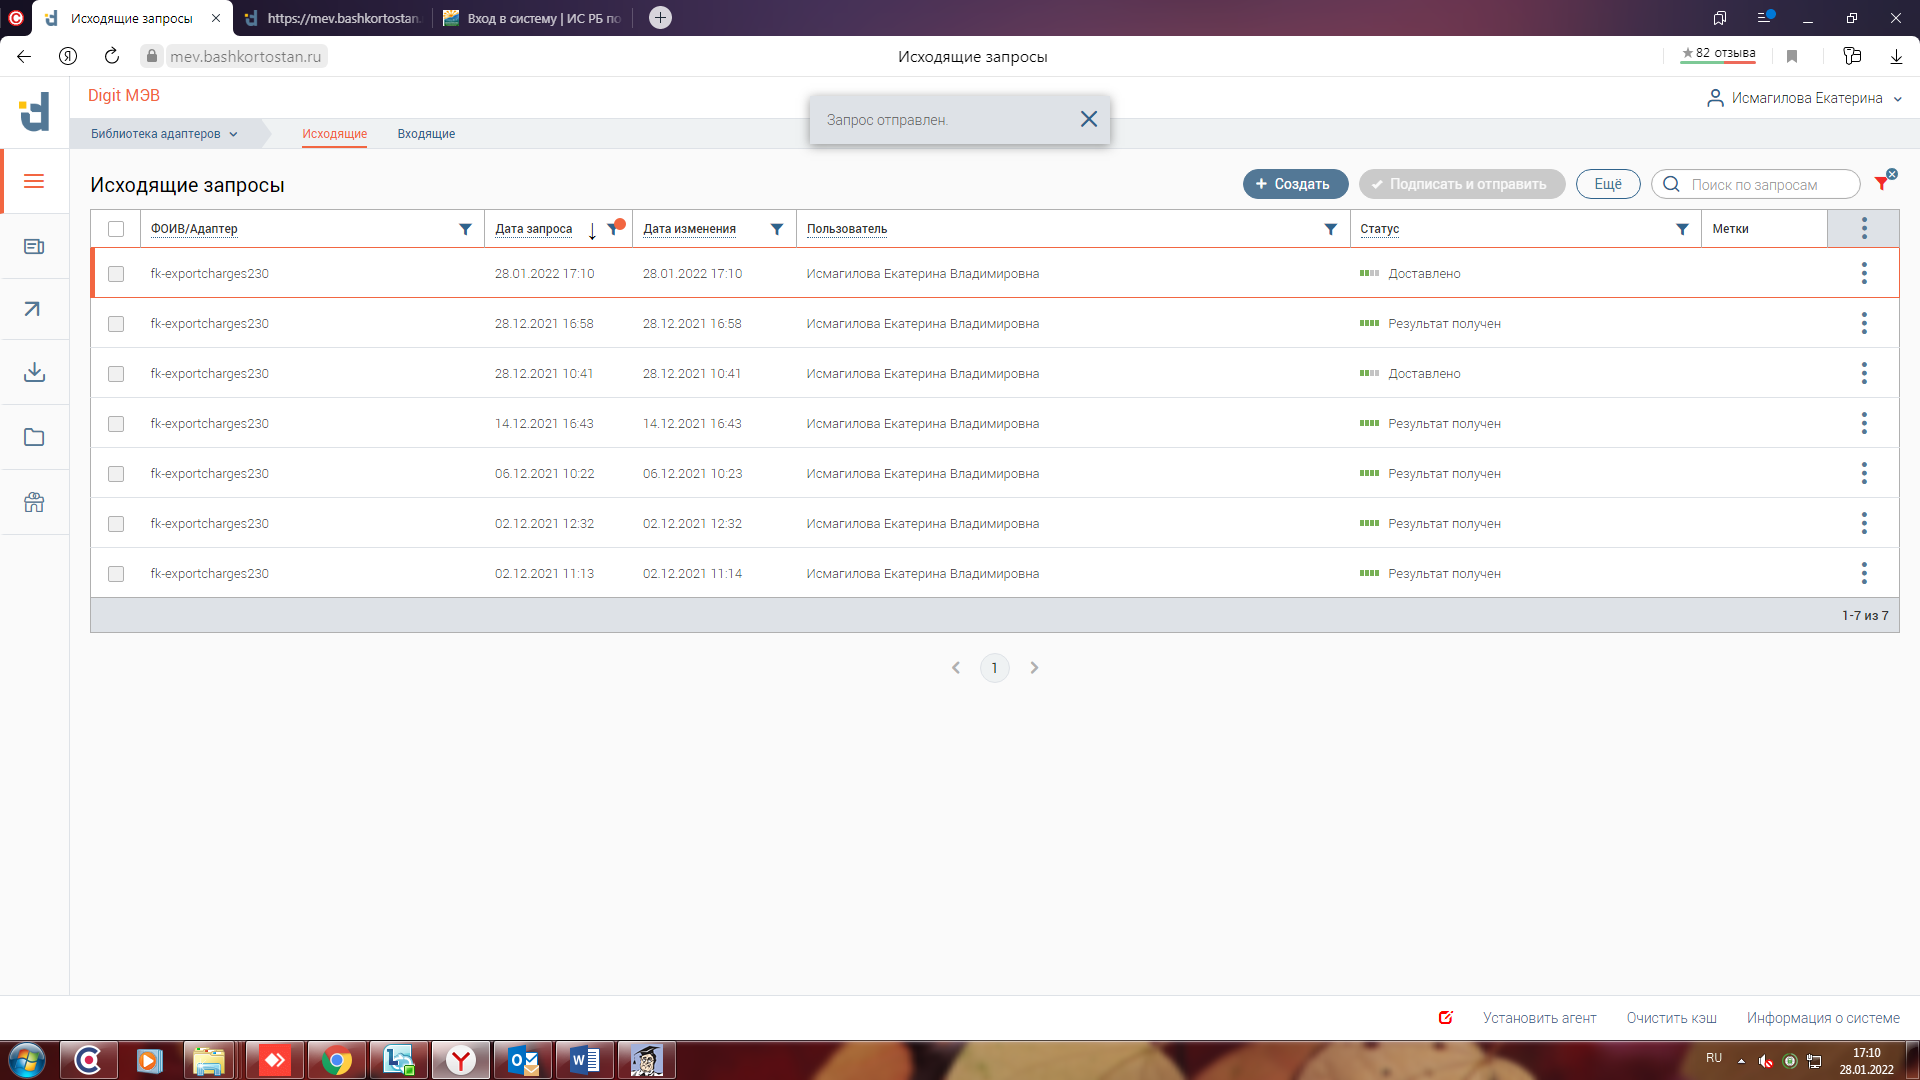 Исходящие запросы
https://mev.bashkortostan.
Вход в систему | ИС РБ по
mev.bashkortostan.ru
Исходящие запросы
82 отзыва
Digit МЭВ
Исмагилова Екатерина
Запрос отправлен.
Библиотека адаптеров
Исходящие
Входящие
Исходящие запросы
Создать
Подписать и отправить
Ещё
Поиск по запросам
ФОИВ/Адаптер Дата запроса Дата изменения Пользователь Статус Метки
fk-exportcharges230 28.01.2022 17:10 28.01.2022 17:10 Исмагилова Екатерина Владимировна Доставлено
fk-exportcharges230 28.12.2021 16:58 28.12.2021 16:58 Исмагилова Екатерина Владимировна Результат получен
fk-exportcharges230 28.12.2021 10:41 28.12.2021 10:41 Исмагилова Екатерина Владимировна Доставлено
fk-exportcharges230 14.12.2021 16:43 14.12.2021 16:43 Исмагилова Екатерина Владимировна Результат получен
fk-exportcharges230 06.12.2021 10:22 06.12.2021 10:23 Исмагилова Екатерина Владимировна Результат получен
fk-exportcharges230 02.12.2021 12:32 02.12.2021 12:32 Исмагилова Екатерина Владимировна Результат получен
fk-exportcharges230 02.12.2021 11:13 02.12.2021 11:14 Исмагилова Екатерина Владимировна Результат получен
1-7 из 7
1
Установить агент
Очистить кэш
Информация о системе
RU
17:10
28.01.2022